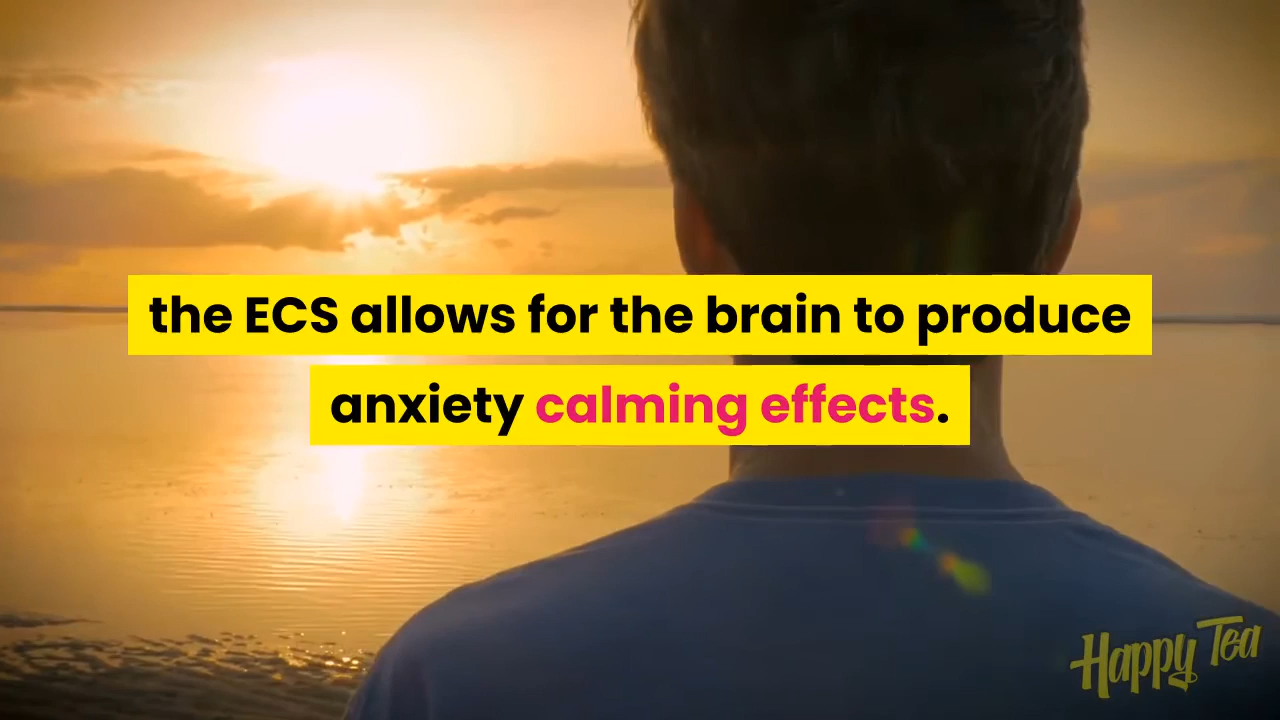 the ECS allows for the brain to produce
anxiety calming effects.
Happy Tea